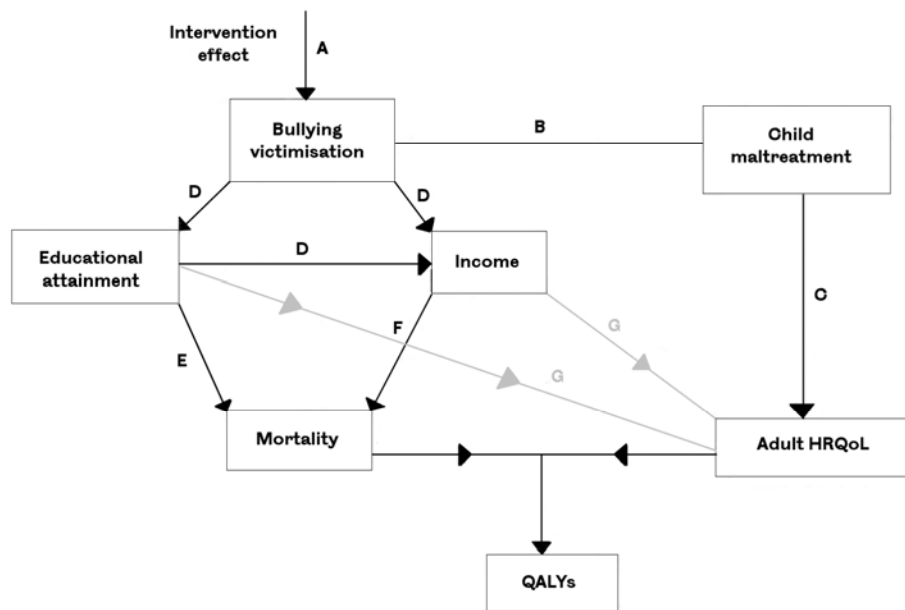 Intervention
effect
A
Bullying
victimisation
B
Child
maltreatment
D
D
Educational
attainment
D
Income
C
E
F
G
G
Mortality
Adult HRQoL
QALYs